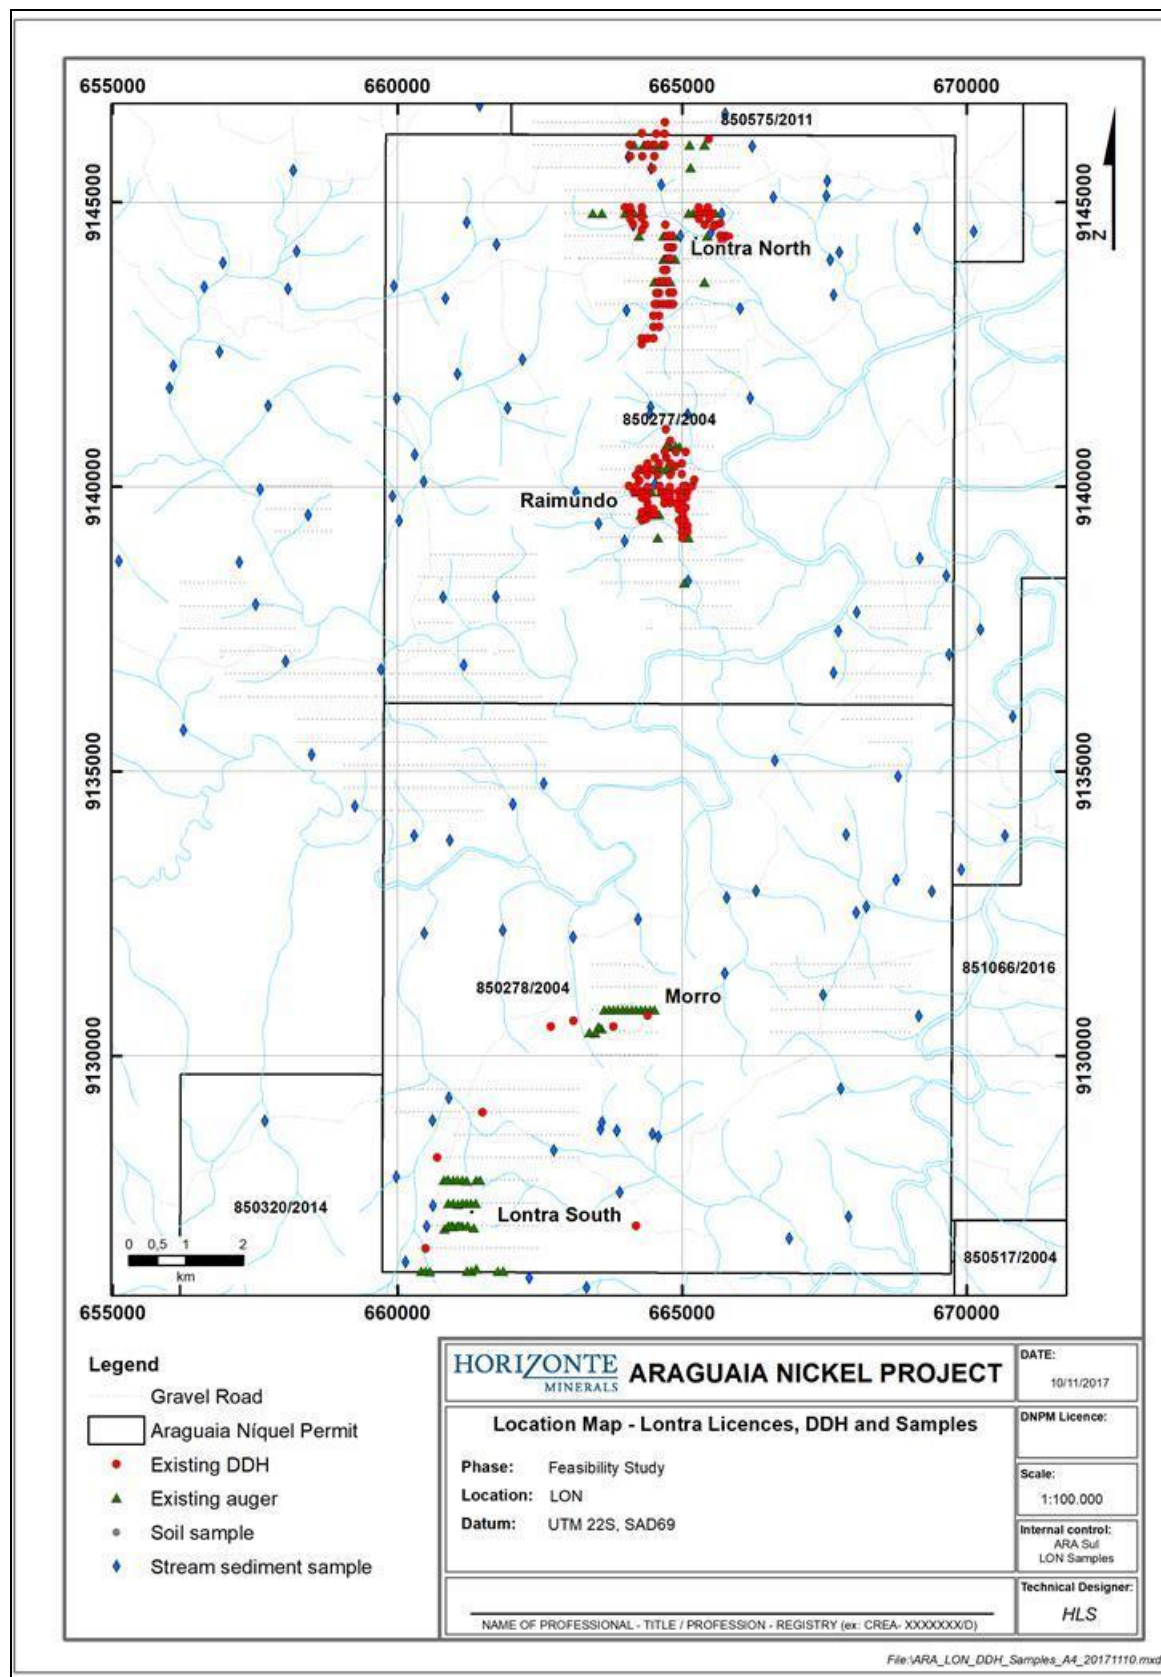 655000 660000 665000 670000
850575/2011
9145000 9145000
Z
Lontra North
850277/2004
9140000 9140000
Raimundo
9135000 9135000
850278/2004
Morro
851066/2016
9130000 9130000
850320/2014
Lontra South
850517/2004
0 0,5 1 2
km
655000 660000 665000 670000
Legend
Gravel Road
Araguaia Níquel Permit
Existing DDH
Existing auger
Soil sample
Stream sediment sample
HORIZONTE
MINERALS
ARAGUAIA NICKEL PROJECT
DATE:
10/11/2017
Location Map - Lontra Licences, DDH and Samples
Phase: Feasibility Study
Location: LON
Datum: UTM 22S, SAD69
DNPM Licence:
Scale:
1:100.000
Internal control:
ARA Sul
LON Samples
Technical Designer:
HLS
NAME OF PROFESSIONAL - TITLE / PROFESSION - REGISTRY (ex: CREA- XXXXXXX/D)
File:\ARA_LON_DDH_Samples_A4_20171110.mxd